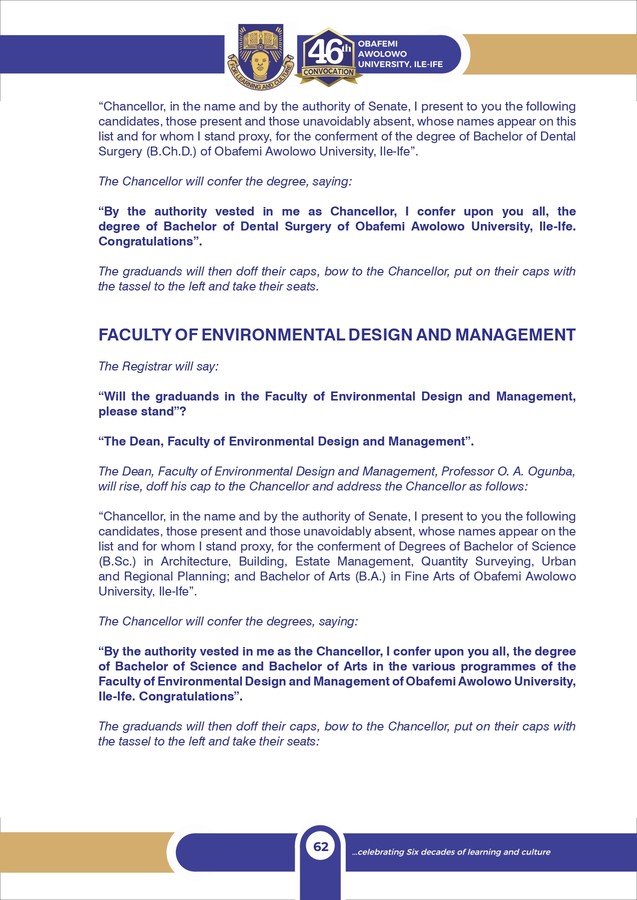 FOR LEARNING AND CULTURE
46th
CONVOCATION
OBAFEMI
AWOLOWO
UNIVERSITY, ILE-IFE
“Chancellor, in the name and by the authority of Senate, I present to you the following
candidates, those present and those unavoidably absent, whose names appear on this
list and for whom I stand proxy, for the conferment of the degree of Bachelor of Dental
Surgery (B.Ch.D.) of Obafemi Awolowo University, Ile-Ife”.
The Chancellor will confer the degree, saying:
“By the authority vested in me as Chancellor, I confer upon you all, the
degree of Bachelor of Dental Surgery of Obafemi Awolowo University, Ile-Ife.
Congratulations”.
The graduands will then doff their caps, bow to the Chancellor, put on their caps with
the tassel to the left and take their seats.
FACULTY OF ENVIRONMENTAL DESIGN AND MANAGEMENT
The Registrar will say:
“Will the graduands in the Faculty of Environmental Design and Management,
please stand”?
“The Dean, Faculty of Environmental Design and Management”.
The Dean, Faculty of Environmental Design and Management, Professor O. A. Ogunba,
will rise, doff his cap to the Chancellor and address the Chancellor as follows:
“Chancellor, in the name and by the authority of Senate, I present to you the following
candidates, those present and those unavoidably absent, whose names appear on the
list and for whom I stand proxy, for the conferment of Degrees of Bachelor of Science
(B.Sc.) in Architecture, Building, Estate Management, Quantity Surveying, Urban
and Regional Planning; and Bachelor of Arts (B.A.) in Fine Arts of Obafemi Awolowo
University, Ile-Ife”.
The Chancellor will confer the degrees, saying:
“By the authority vested in me as the Chancellor, I confer upon you all, the degree
of Bachelor of Science and Bachelor of Arts in the various programmes of the
Faculty of Environmental Design and Management of Obafemi Awolowo University,
Ile-Ife. Congratulations”.
The graduands will then doff their caps, bow to the Chancellor, put on their caps with
the tassel to the left and take their seats:
62
...celebrating Six decades of learning and culture